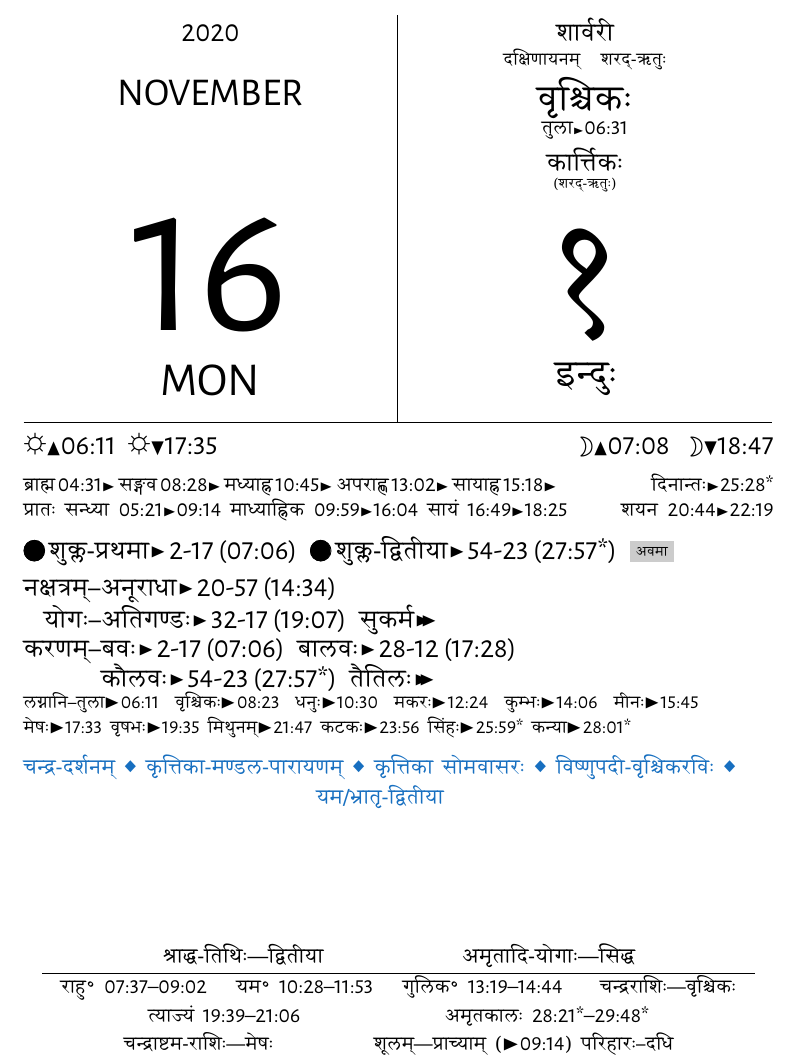 2020
NOVEMBER
16
MON
शार्वरी
दक्षिणायनम् शरद्-ऋतुः
वृश्चिकः
तुला►06:31
कार्त्तिकः
(शरद्-ऋतुः)
१
इन्दुः
☼▲06:11 ☼▼17:35 ☽▲07:08 ☽▼18:47
ब्राह्म 04:31► सङ्गव 08:28► मध्याह्न 10:45► अपराह्ण 13:02► सायाह्न 15:18► दिनान्तः►25:28*
प्रातः सन्ध्या 05:21►09:14 माध्याह्निक 09:59►16:04 सायं 16:49►18:25 शयन 20:44►22:19
●शुक्ल-प्रथमा► 2-17 (07:06) ●शुक्ल-द्वितीया► 54-23 (27:57*) अवमा
नक्षत्रम्–अनूराधा► 20-57 (14:34)
योगः–अतिगण्डः► 32-17 (19:07) सुकर्म►►
करणम्–बवः► 2-17 (07:06) बालवः► 28-12 (17:28)
कौलवः► 54-23 (27:57*) तैतिलः►►
लग्नानि–तुला►06:11 वृश्चिकः►08:23 धनुः►10:30 मकरः►12:24 कुम्भः►14:06 मीनः►15:45
मेषः►17:33 वृषभः►19:35 मिथुनम्►21:47 कटकः►23:56 सिंहः►25:59* कन्या►28:01*
चन्द्र-दर्शनम् ◆ कृत्तिका-मण्डल-पारायणम् ◆ कृत्तिका सोमवासरः ◆ विष्णुपदी-वृश्चिकरविः ◆
यम/भ्रातृ-द्वितीया
श्राद्ध-तिथिः—द्वितीया अमृतादि-योगाः—सिद्ध
राहु° 07:37–09:02 यम° 10:28–11:53 गुलिक° 13:19–14:44 चन्द्रराशिः—वृश्चिकः
त्याज्यं 19:39–21:06 अमृतकालः 28:21*–29:48*
चन्द्राष्टम-राशिः—मेषः शूलम्—प्राच्याम् (►09:14) परिहारः–दधि